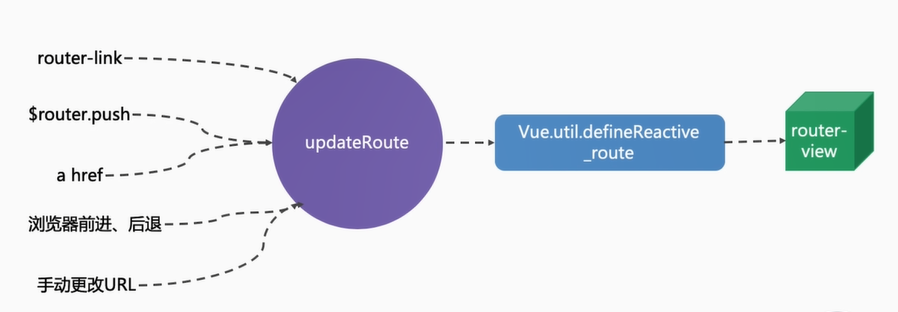 router-link
$router.push
a href
浏览器前进、后退
手动更改URL
updateRoute
Vue.util.defineReactive
_route
router-
view